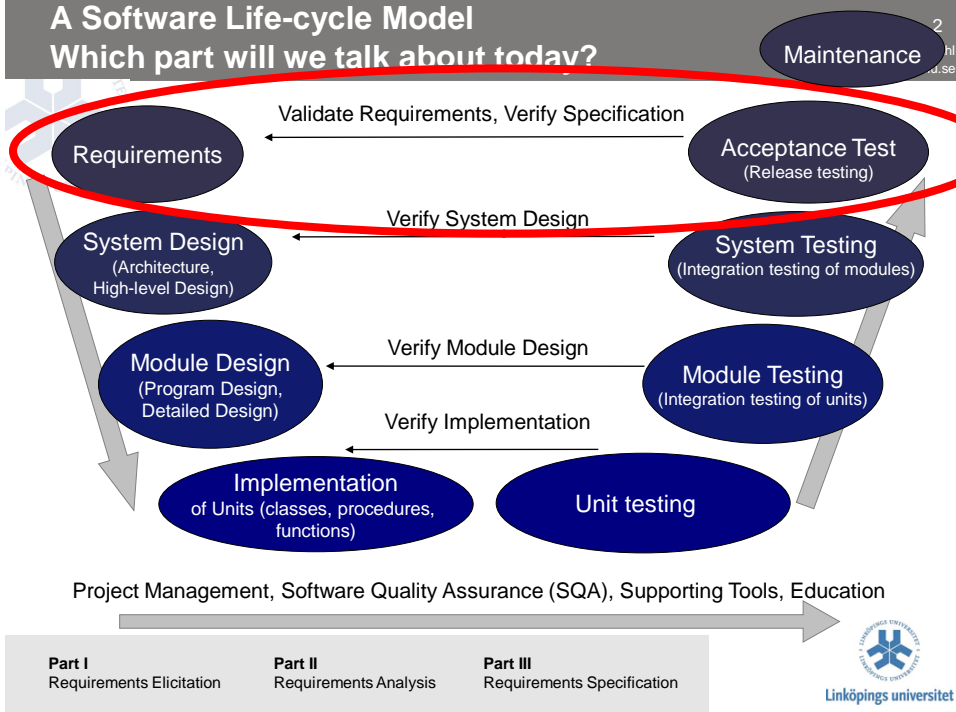 A Software Life-cycle Model
Which part will we talk about today?
2
Maintenance
Validate Requirements, Verify Specification
Requirements
Acceptance Test
(Release testing)
Verify System Design
System Design
(Architecture,
High-level Design)
System Testing
(Integration testing of modules)
Verify Module Design
Module Design
(Program Design,
Detailed Design)
Module Testing
(Integration testing of units)
Verify Implementation
Implementation
of Units (classes, procedures,
functions)
Unit testing
Project Management, Software Quality Assurance (SQA), Supporting Tools, Education
Part I
Requirements Elicitation
Part II
Requirements Analysis
Part III
Requirements Specification
LINKÖPINGS UNIVERSITET
Linköpings universitet